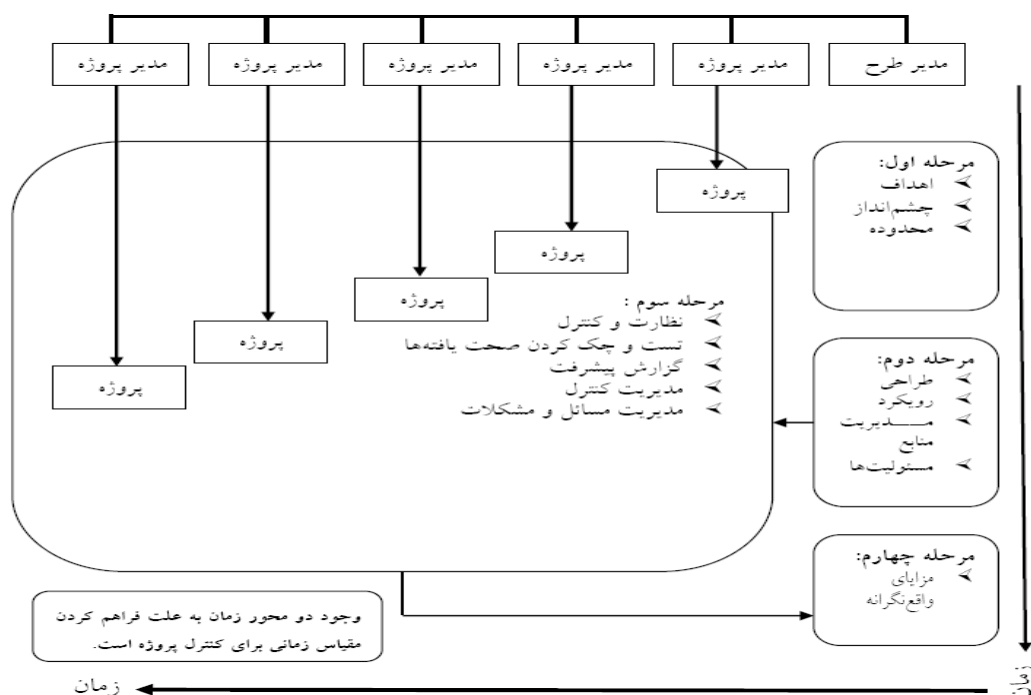 مدیر طرح
مدیر پروژه
مدیر پروژه
مدیر پروژه
مدیر پروژه
مدیر پروژه
مرحله اول:
اهداف
چشم‌انداز
محدوده
پروژه
پروژه
پروژه
پروژه
پروژه
مرحله سوم :
نظارت و کنترل
تست و چک کردن صحت یافته‌ها
گزارش پیشرفت
مدیریت کنترل
مدیریت مسائل و مشکلات
مرحله دوم:
طراحی
رویکرد
مـــــدیریت
منابع
مسئولیت‌ها
مرحله چهارم:
مزایای
واقع‌نگرانه
وجود دو محور زمان به علت فراهم کردن
مقیاس زمانی برای کنترل پروژه است.
زمان
زمان